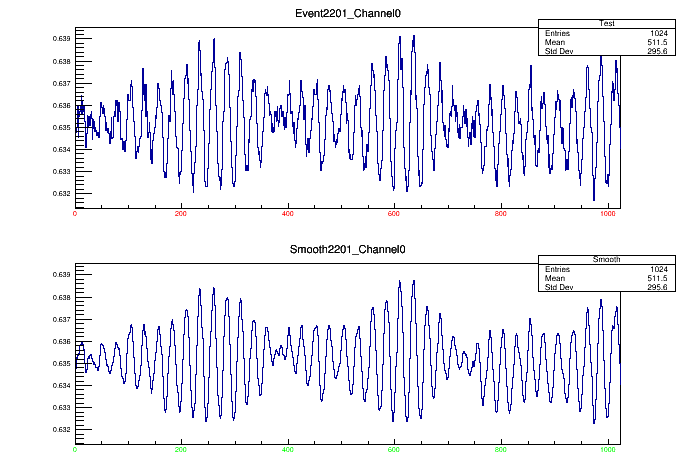 Event2201_Channel0
Test
Entries 1024
Mean 511.5
Std Dev 295.6
0.639
0.638
0.637
0.636
0.635
0.634
0.633
0.632
0 200 400 600 800 1000
Smooth2201_Channel0
Smooth
Entries 1024
Mean 511.5
Std Dev 295.6
0.639
0.638
0.637
0.636
0.635
0.634
0.633
0.632
0 200 400 600 800 1000